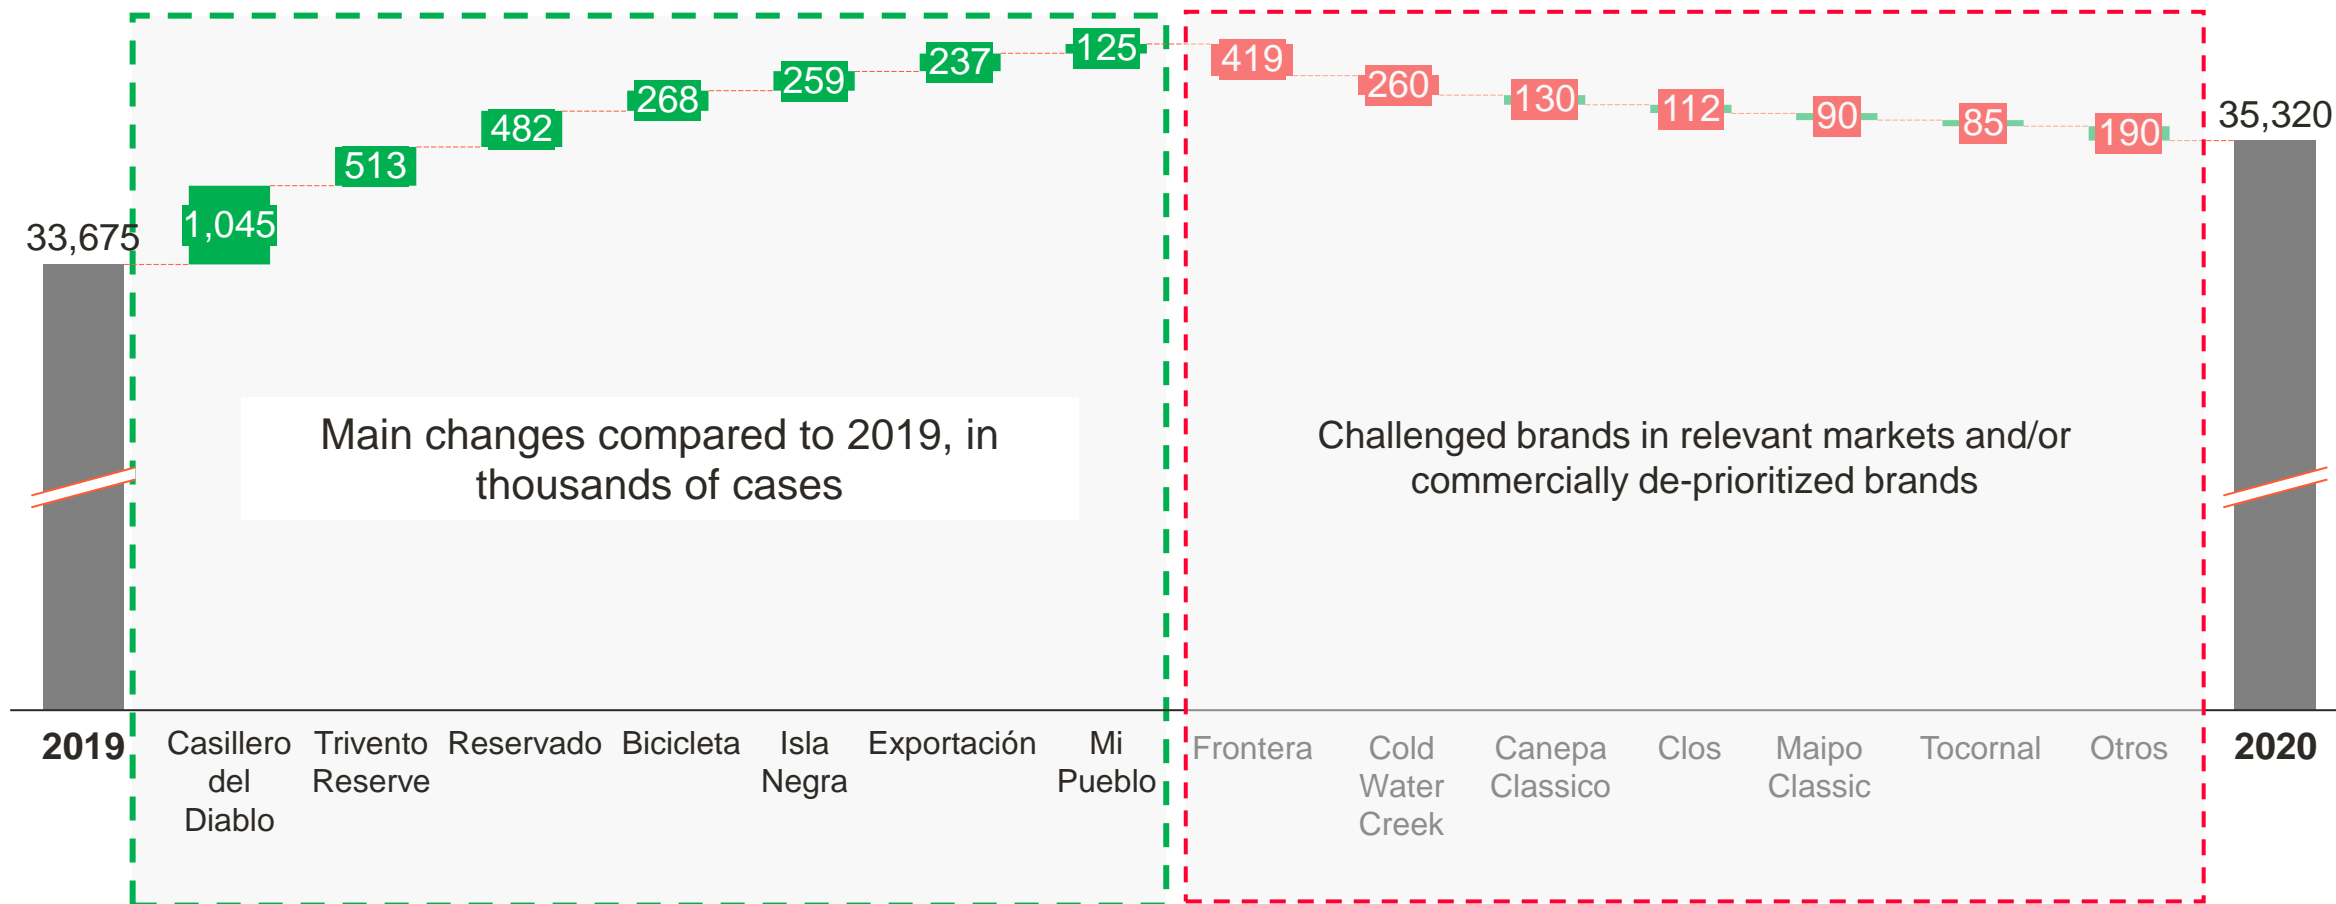 33,675
1,045
513
482
268
259
237
125
419
260
130
112
90
85
190
35,320
Main changes compared to 2019, in
thousands of cases
Challenged brands in relevant markets and/or
commercially de-prioritized brands
2019
Casillero
del
Diablo
Trivento
Reserve
Reservado
Bicicleta
Isla
Negra
Exportación
Mi
Pueblo
Frontera
Cold
Water
Creek
Canepa
Classico
Clos
Maipo
Classic
Tocornal
Otros
2020